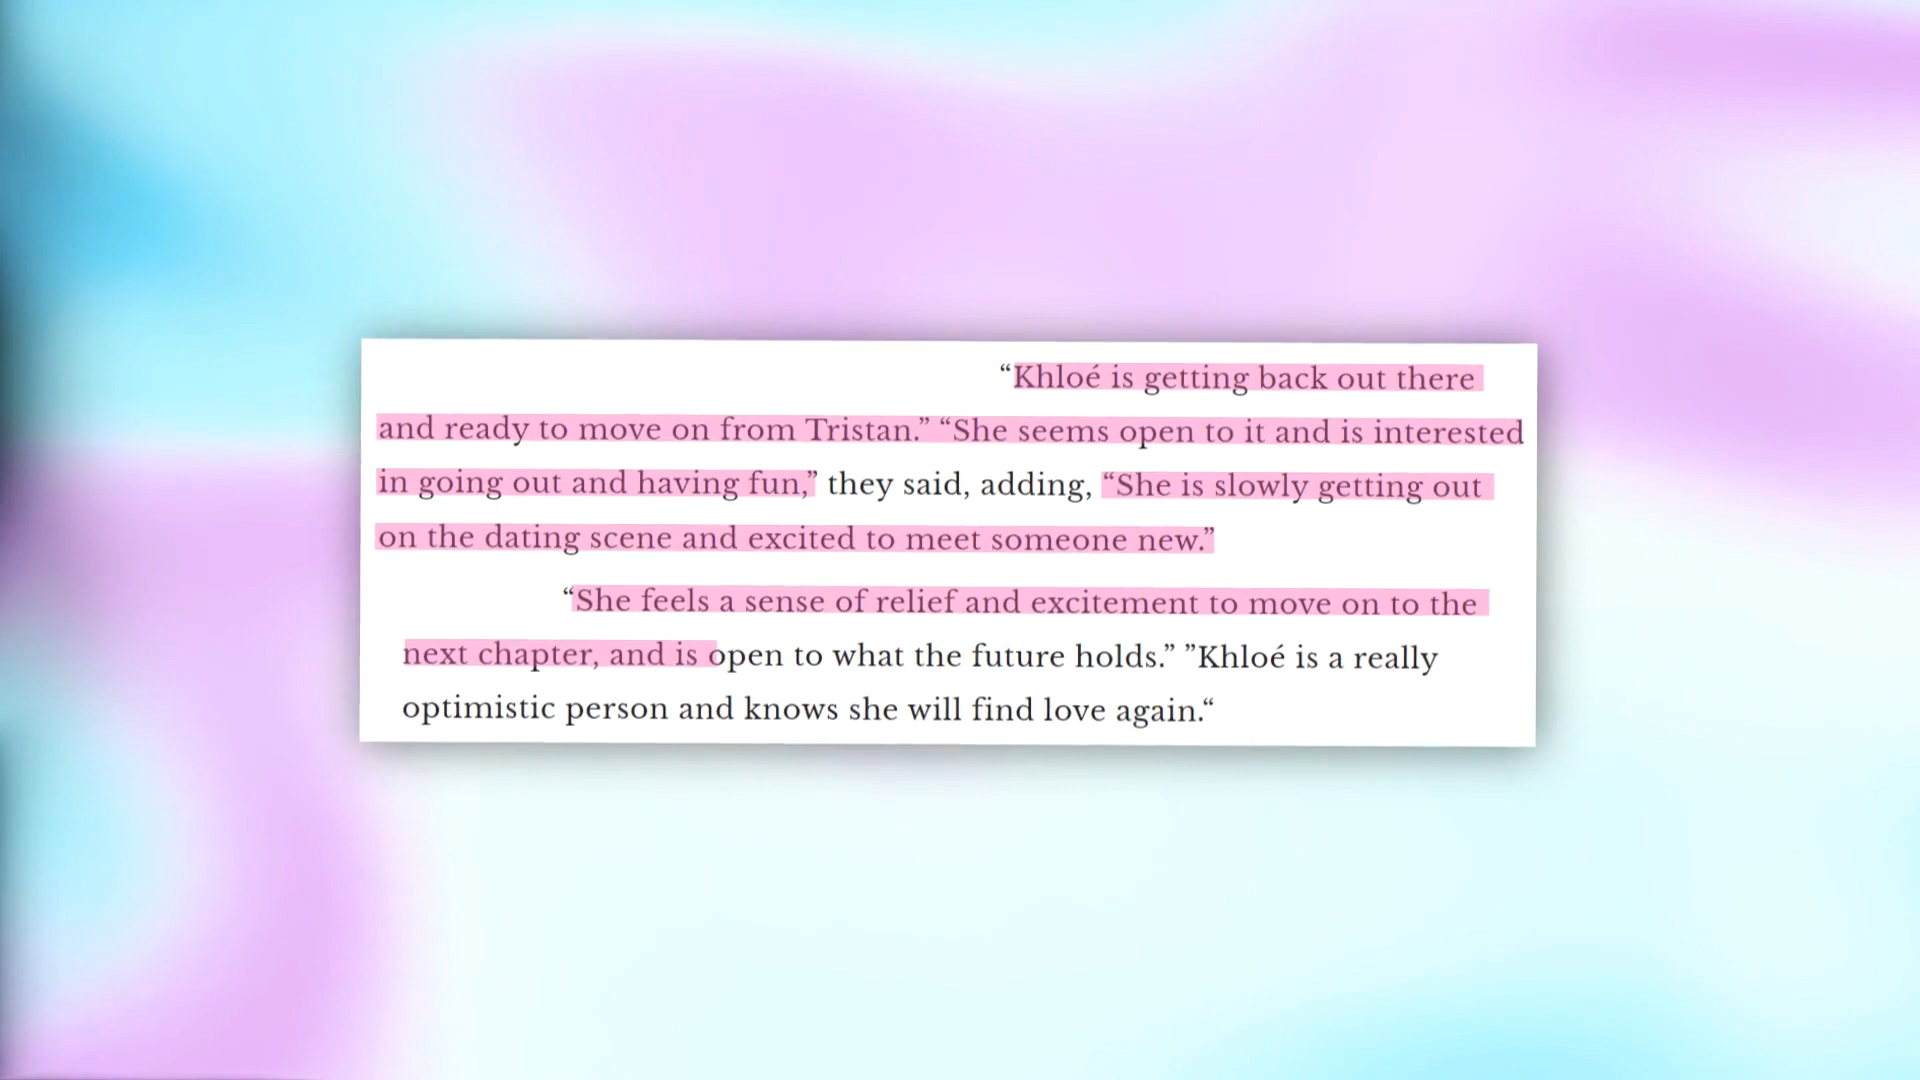 “Khloé is getting back out there
and ready to move on from Tristan.” “She seems open to it and is interested
in going out and having fun,” they said, adding, “She is slowly getting out
on the dating scene and excited to meet someone new.”
“She feels a sense of relief and excitement to move on to the
next chapter, and is open to what the future holds.” ”Khloé is a really
optimistic person and knows she will find love again.“